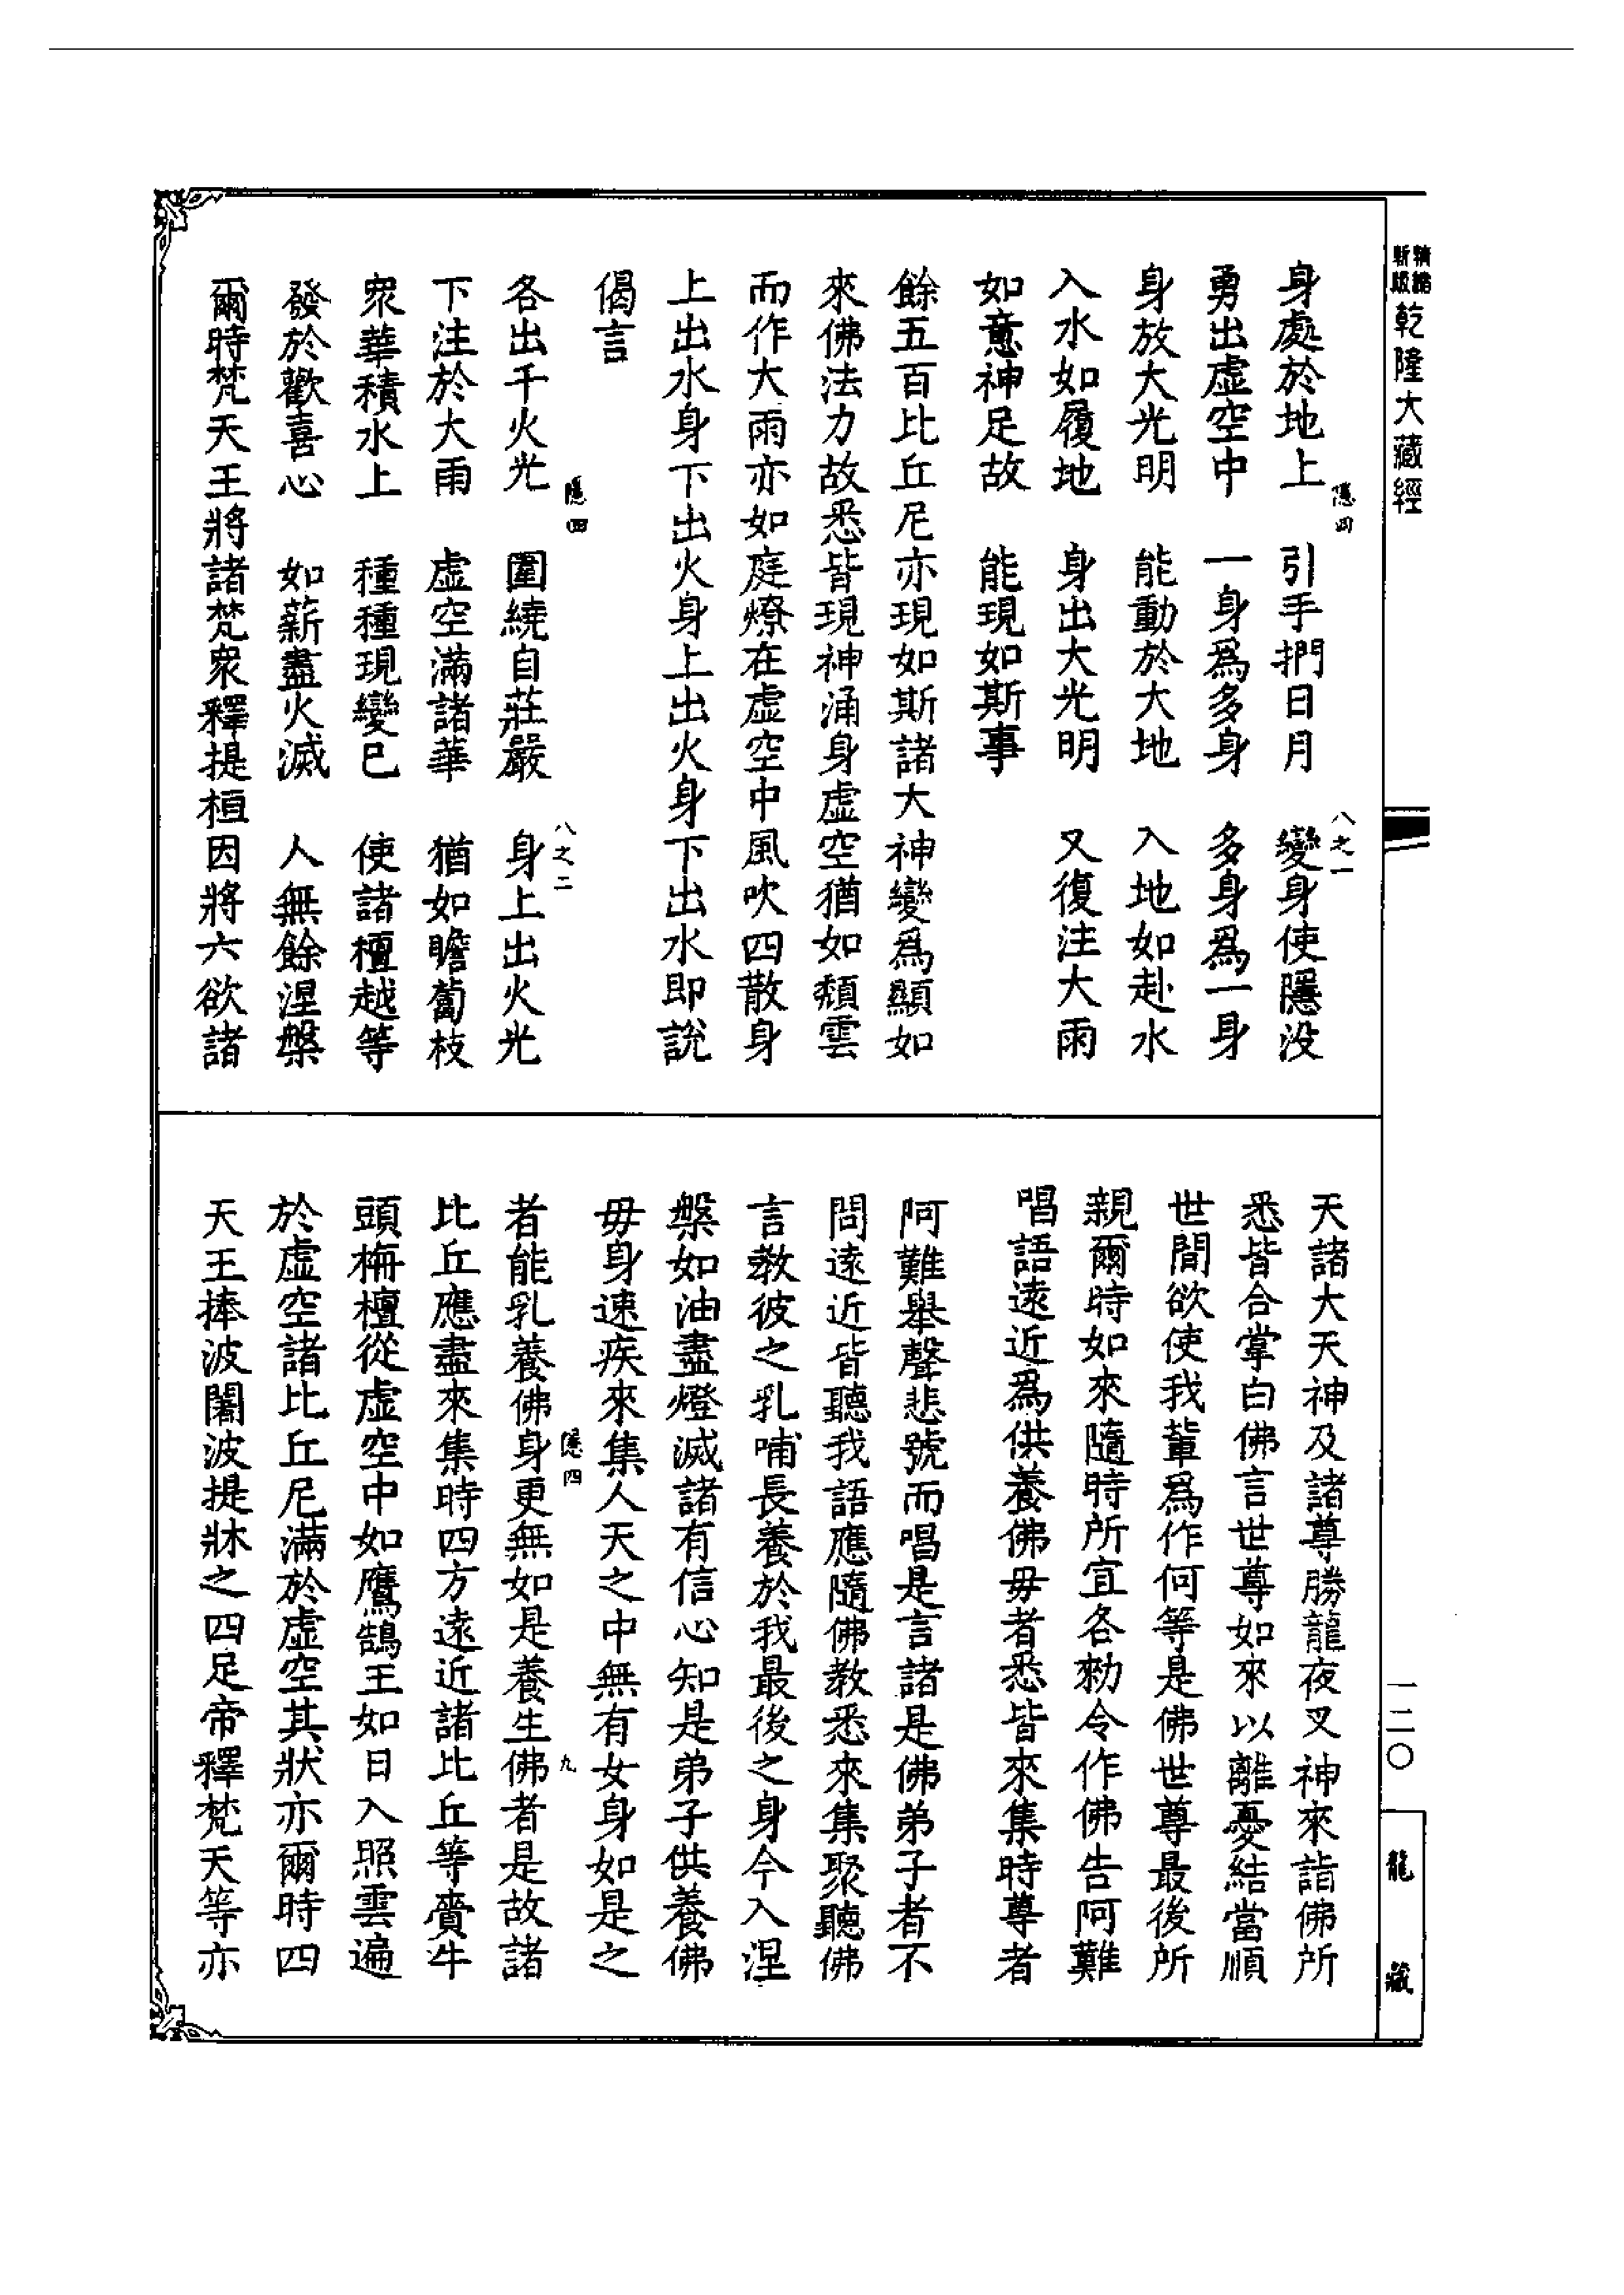 新版
精縮
乾隆大藏經
隱四
八之一
身處於地上　引手捫日月　變身使隱没
勇出虛空中　一身爲多身　多身爲一身
身放大光明　能動於大地　入地如赴水
入水如履地　身出大光明　又復注大雨
如意神足故　能現如斯事
餘五百比丘尼亦現如斯諸大神變爲顯如
來佛法力故悉皆現神涌身虛空猶如頹雲
而作大雨亦如庭燎在虛空中風吹四散身
上出水身下出火身上出火身下出水即說
偈言
隱四
八之二
各出千火光　圍繞自莊嚴　身上出火光
下注於大雨　虛空滿諸華　猶如瞻蔔枝
衆華積水上　種種現變已　使諸檀越等
發於歡喜心　如薪盡火滅　人無餘涅槃
爾時梵天王將諸梵衆釋提桓因將六欲諸
天諸大天神及諸尊勝龍夜叉神來詣佛所
悉皆合掌白佛言世尊如來以離憂結當順
世間欲使我輩爲作何等是佛世尊最後所
親爾時如來隨時所宜各勑令作佛告阿難
唱語遠近爲供養佛毋者悉皆來集時尊者
阿難舉聲悲號而唱是言諸是佛弟子者不
問遠近皆聽我語應隨佛教悉來集聚聽佛
言教彼之乳哺長養於我最後之身今入涅
槃如油盡燈滅諸有信心知是弟子供養佛
毋身速疾來集人天之中無有女身如是之
隱四
九
者能乳養佛身更無如是養生佛者是故諸
比丘應盡來集時四方遠近諸比丘等賫牛
頭栴檀從虛空中如鷹鵠王如日入照雲遍
於虛空諸比丘尼滿於虛空其狀亦爾時四
天王捧波闍波提牀之四足帝釋梵天等亦
一二〇
龍藏